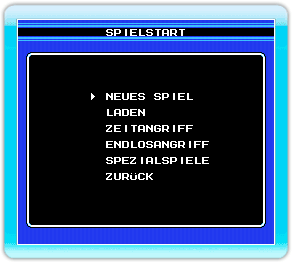 SPIELSTART
NEUES SPIEL
LADEN
ZEITANGRIFF
ENDLOSANGRIFF
SPEZIALSPIELE
ZURüCK